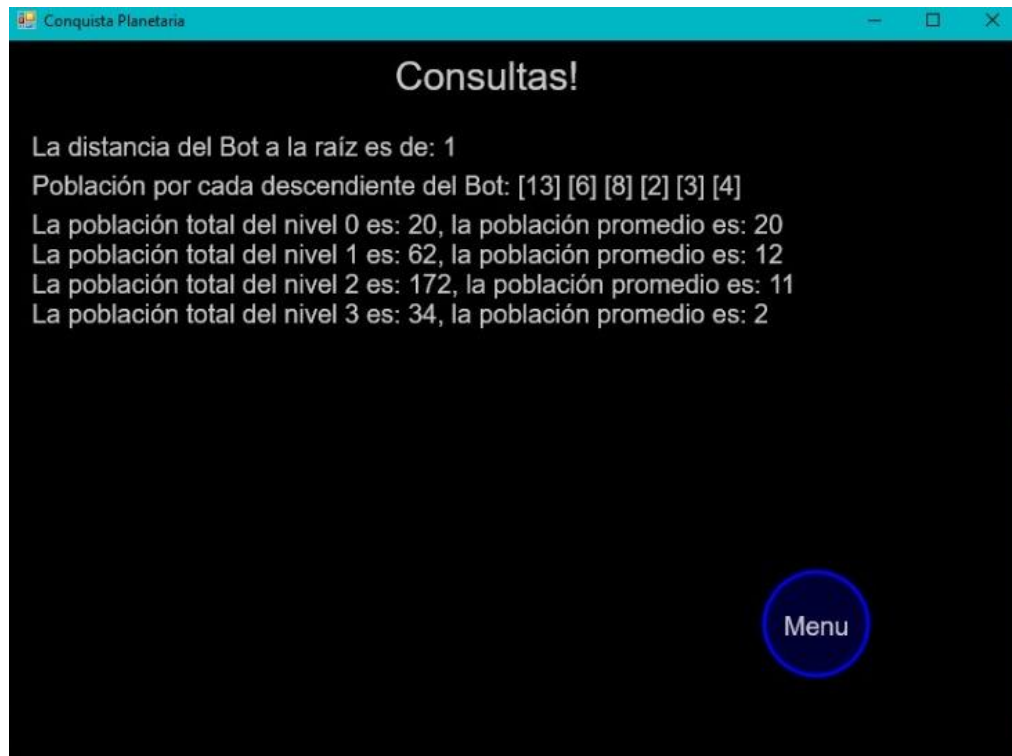 Conquista Planetaria
Consultas!
La distancia del Bot a la raíz es de: 1
Población por cada descendiente del Bot: [13] [6] [8] [2] [3] [4]
La población total del nivel 0 es: 20, la población promedio es: 20
La población total del nivel 1 es: 62, la población promedio es: 12
La población total del nivel 2 es: 172, la población promedio es: 11
La población total del nivel 3 es: 34, la población promedio es: 2
Menu